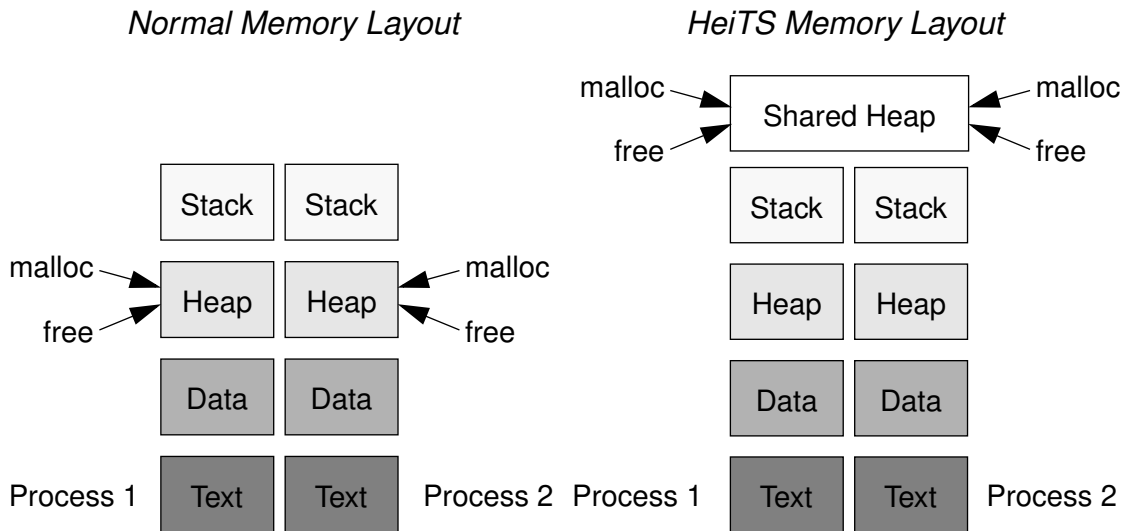 Normal Memory Layout
HeiTS Memory Layout
malloc
Shared Heap
malloc
free
free
Stack Stack
Stack Stack
malloc
Heap Heap
malloc
free
free
Heap Heap
Data Data
Data Data
Process 1 Text Text Process 2
Process 1 Text Text Process 2